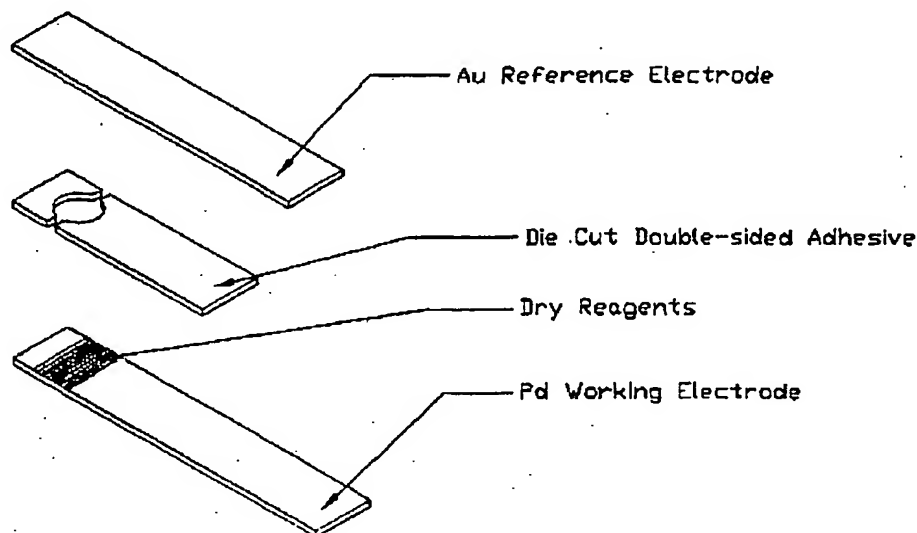 Au Reference Electrode
Die Cut Double-sided Adhesive
Dry Reagents
Pd Working Electrode